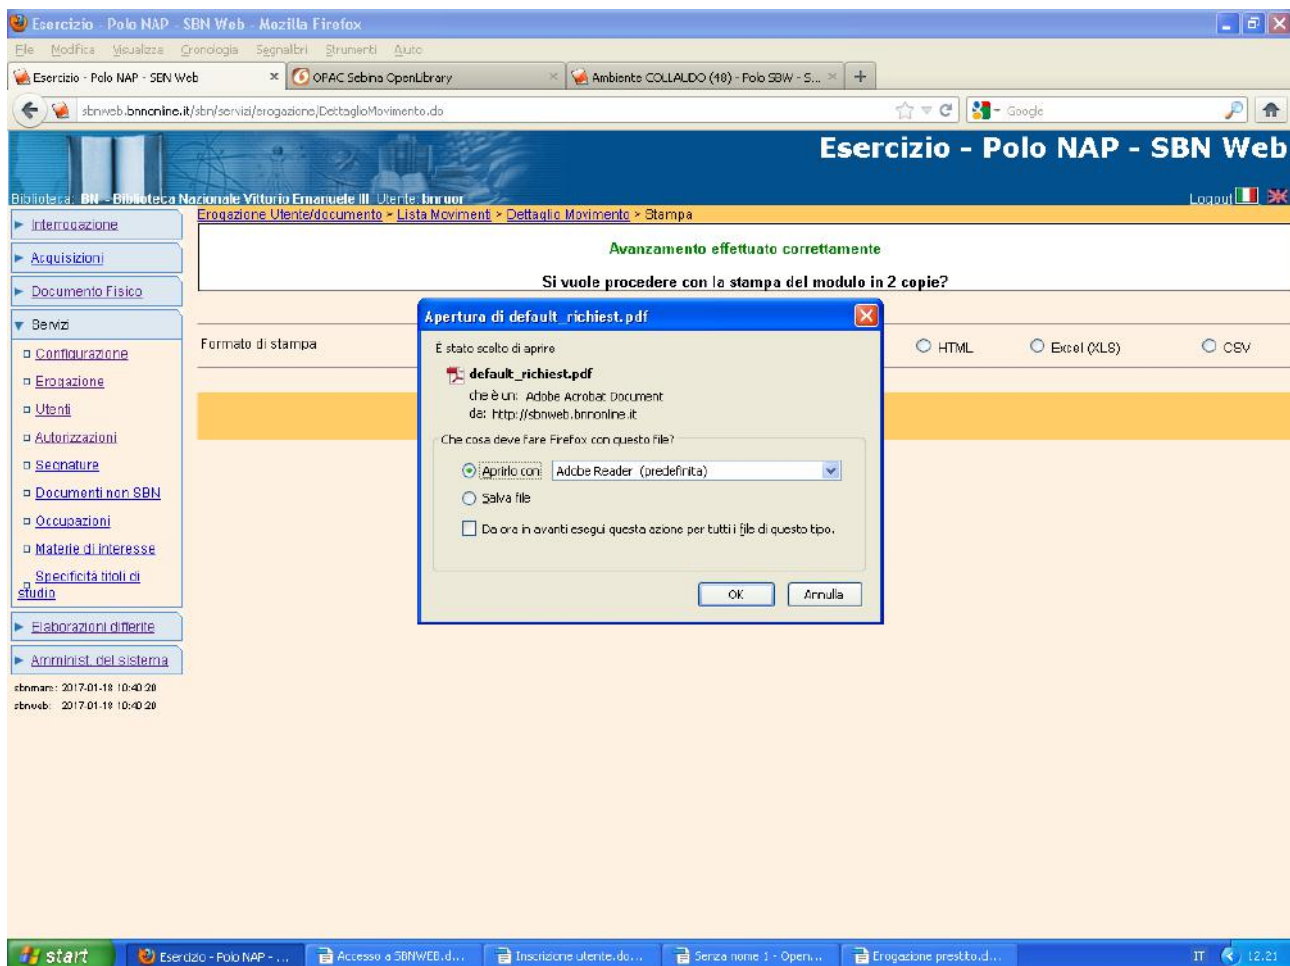 Esercizio - Polo NAP - SBN Web - Mozilla Firefox
File Modifica Visualizza Cronologia Segnalibri Strumenti Aiuto
Esercizio - Polo NAP - SBN Web × OPAC Sebina OpenLibrary × Ambiente COLLAUDO (48) - Polo SBW - S... × +
sbnweb.bnnonline.it/sbn/servizi/erogazione/DettaglioMovimento.do Google
Esercizio - Polo NAP - SBN Web
Biblioteca: BN - Biblioteca Nazionale Vittorio Emanuele III Utente: bnruor Logout
Erogazione Utente/documento > Lista Movimenti > Dettaglio Movimento > Stampa
Avanzamento effettuato correttamente
Si vuole procedere con la stampa del modulo in 2 copie?
Interrogazione
Acquisizioni
Documento Fisico
Servizi
Configurazione
Erogazione
Utenti
Autorizzazioni
Segnature
Documenti non SBN
Occupazioni
Materie di interesse
Specificità titoli di
studio
Elaborazioni differite
Amminist. del sistema
sbnmarc: 2017-01-18 10:40:20
sbnweb: 2017-01-18 10:40:20
Formato di stampa HTML Excel (XLS) CSV
Apertura di default_richiest.pdf
È stato scelto di aprire
default_richiest.pdf
che è un: Adobe Acrobat Document
da: http://sbnweb.bnnonline.it
Che cosa deve fare Firefox con questo file?
Aprirlo con Adobe Reader (predefinita)
Salva file
Da ora in avanti esegui questa azione per tutti i file di questo tipo.
OK Annulla
start Esercizio - Polo NAP - ... Accesso a SBNWEB.d... Inscrizione utente.do... Senza nome 1 - Open... Erogazione prestito.d... IT 12.21